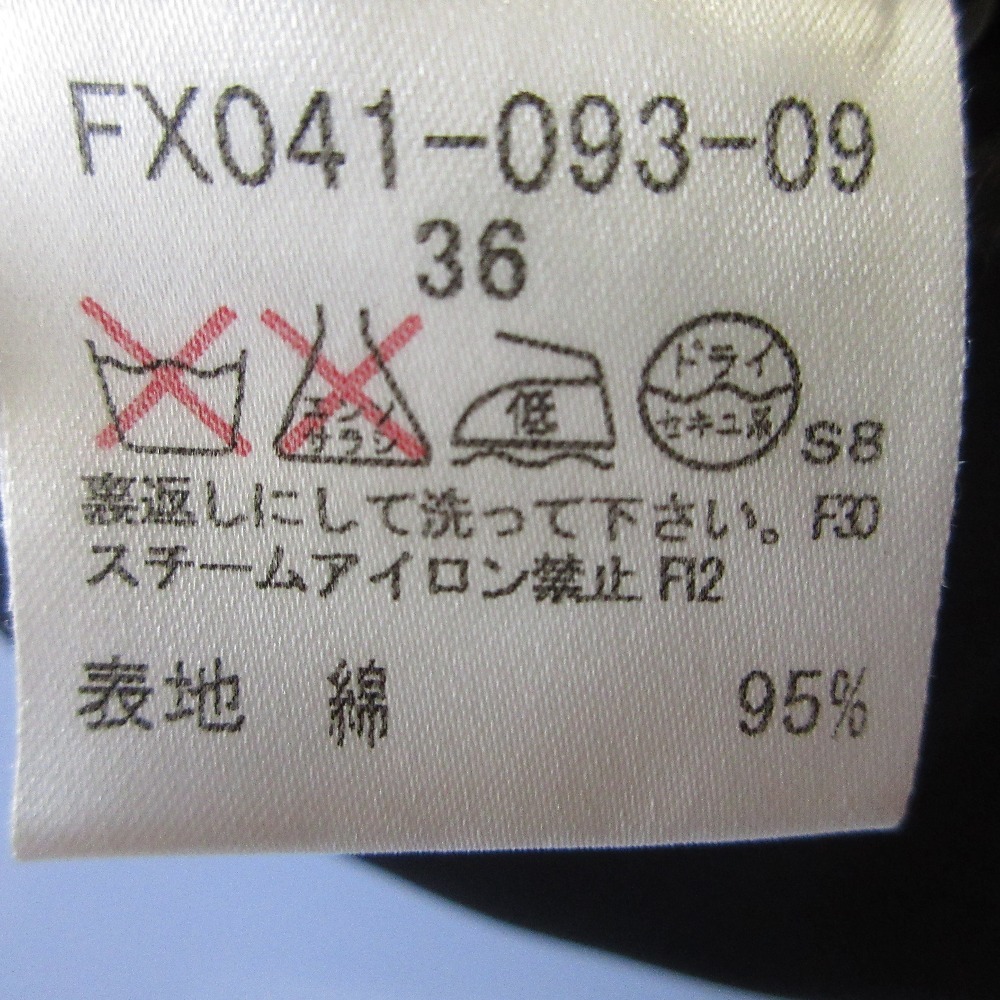 FX041-093-09
36
エンソ
サラシ
低
ドライ
セキユ系
S8
裏返しにして洗って下さい。F30
スチームアイロン禁止 F12
表地 綿 95%